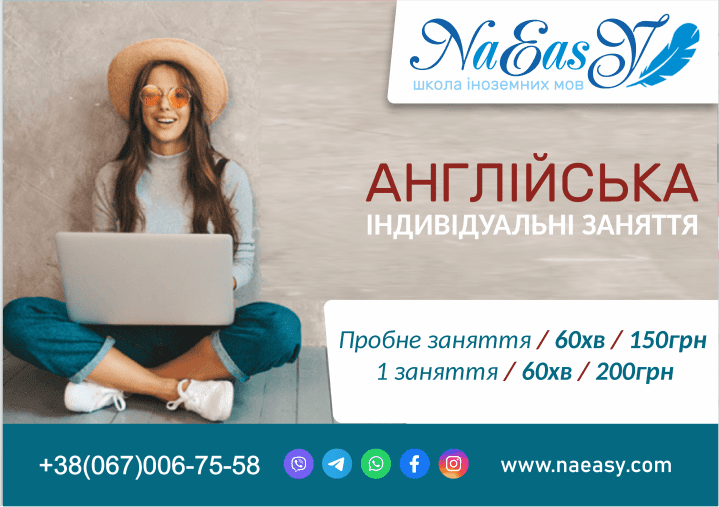 NaEasy
школа іноземних мов
АНГЛІЙСЬКА
ІНДИВІДУАЛЬНІ ЗАНЯТТЯ
Пробне заняття / 60хв / 150грн
1 заняття / 60хв / 200грн
+38(067)006-75-58
www.naeasy.com